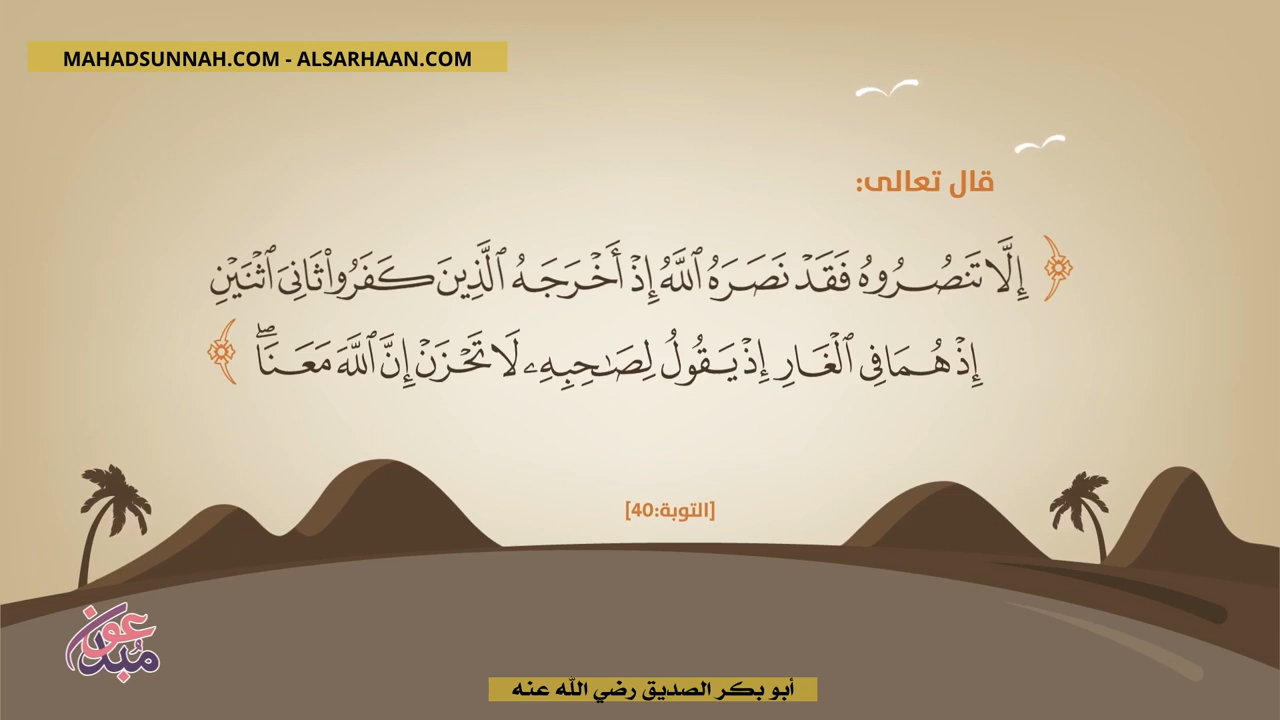 MAHADSUNNAH.COM - ALSARHAAN.COM
قال تعالى:
﴿ إِلَّا تَنصُرُوهُ فَقَدْ نَصَرَهُ ٱللَّهُ إِذْ أَخْرَجَهُ ٱلَّذِينَ كَفَرُوا۟ ثَانِىَ ٱثْنَيْنِ
إِذْ هُمَا فِى ٱلْغَارِ إِذْ يَقُولُ لِصَـٰحِبِهِۦ لَا تَحْزَنْ إِنَّ ٱللَّهَ مَعَنَاۖ ﴾
[التوبة:40]
مُبدعون
أبو بكر الصديق رضي الله عنه